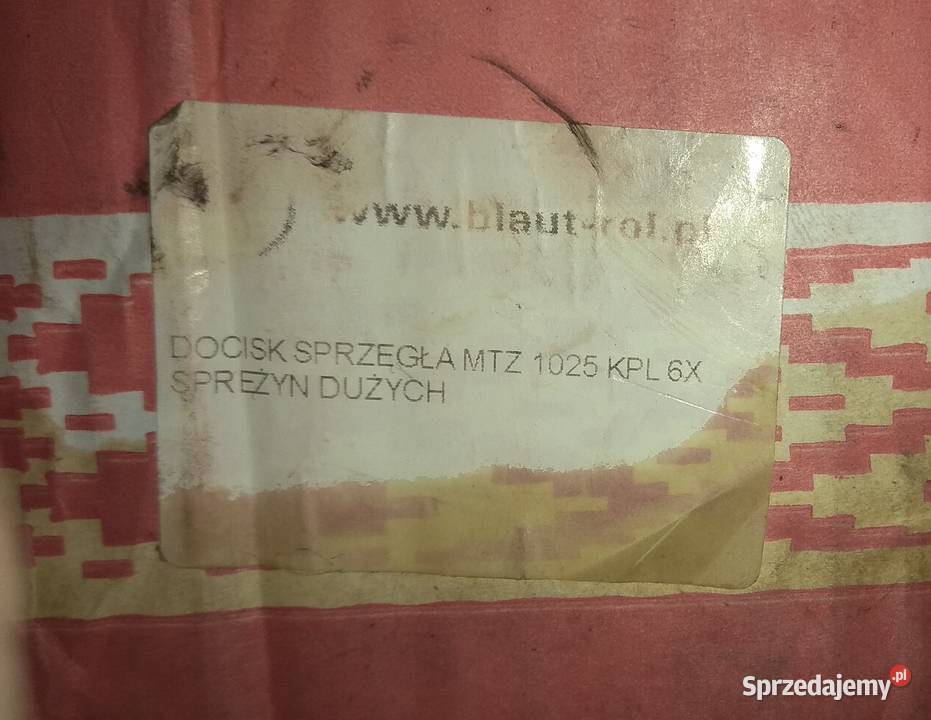 www.blaut-rol.pl
DOCISK SPRZĘGŁA MTZ 1025 KPL 6X
SPRĘŻYN DUŻYCH
Sprzedajemy.pl